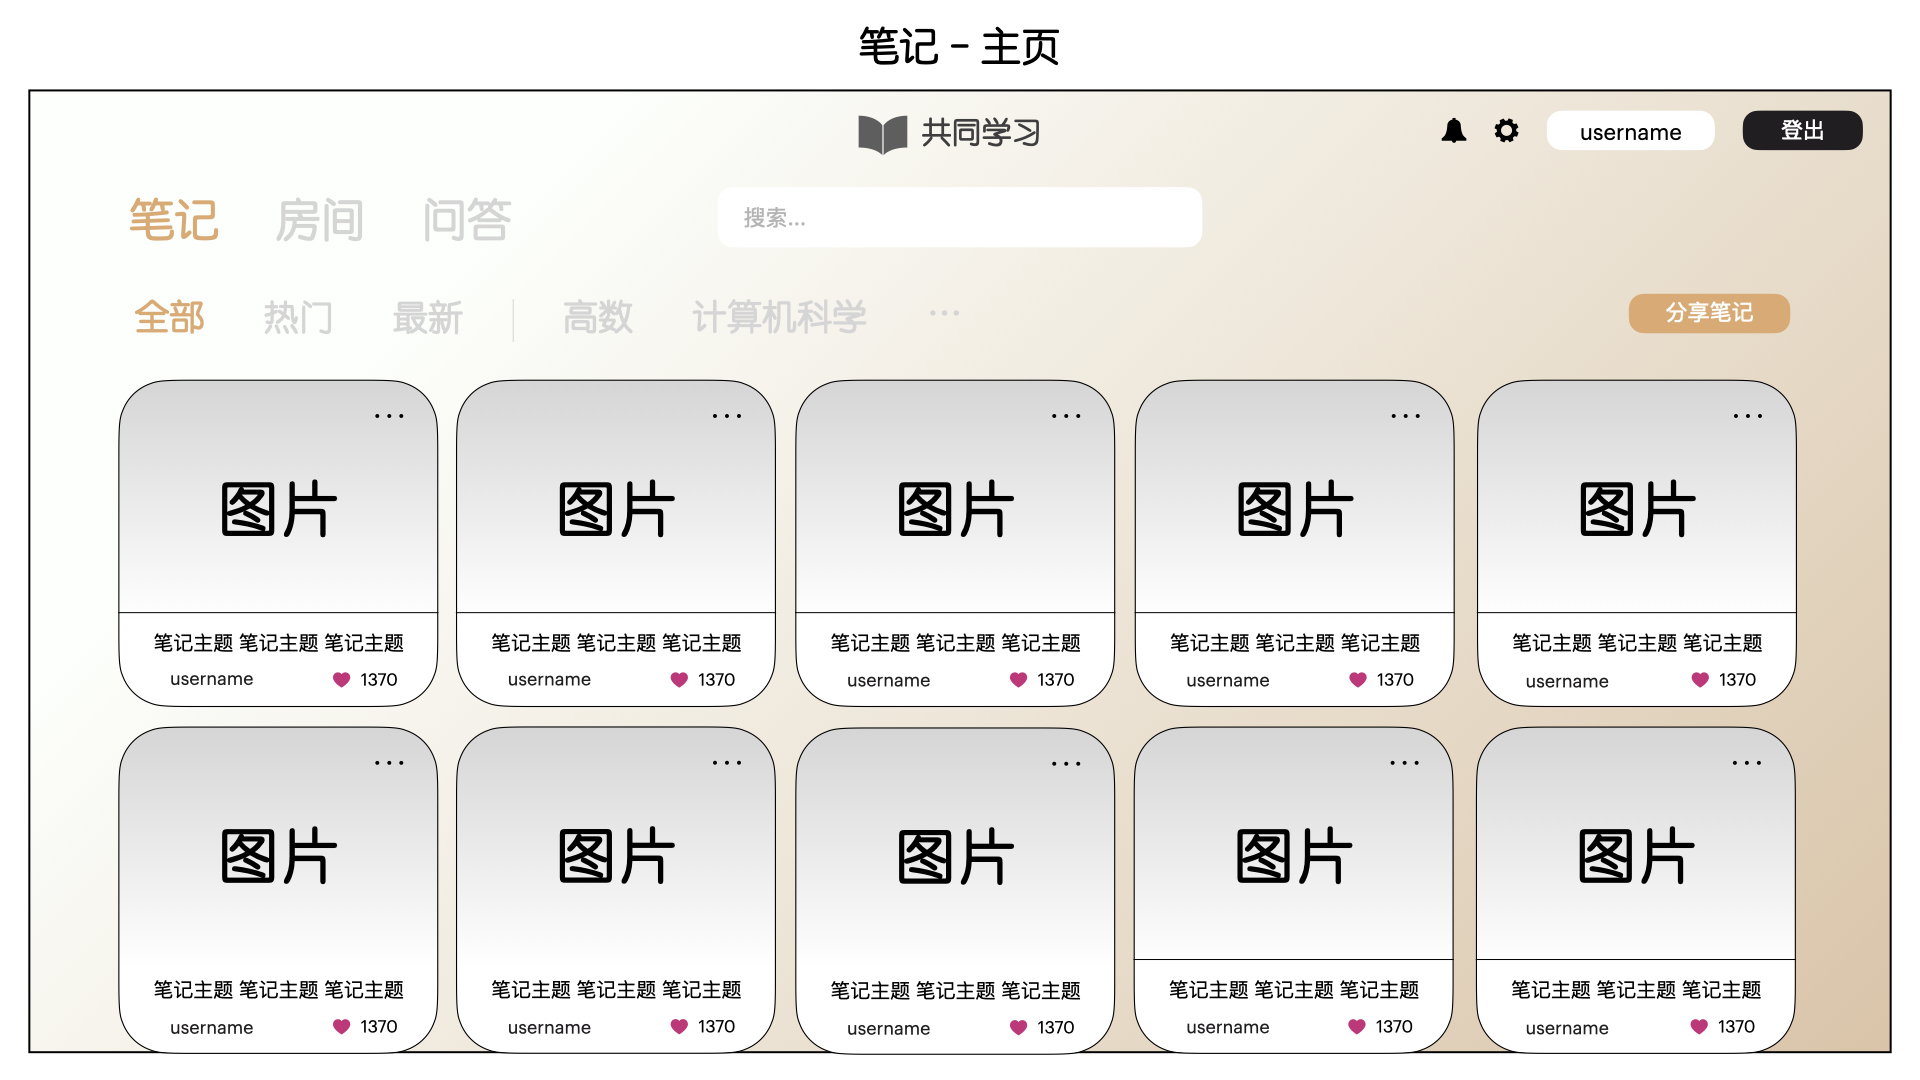 笔记 - 主页
共同学习
username 登出
笔记 房间 问答 搜索...
全部 热门 最新 高数 计算机科学 ...
分享笔记
图片 图片 图片 图片 图片
笔记主题 笔记主题 笔记主题 笔记主题 笔记主题 笔记主题 笔记主题 笔记主题 笔记主题 笔记主题 笔记主题 笔记主题 笔记主题 笔记主题 笔记主题
username 1370 username 1370 username 1370 username 1370 username 1370
图片 图片 图片 图片 图片
笔记主题 笔记主题 笔记主题 笔记主题 笔记主题 笔记主题 笔记主题 笔记主题 笔记主题 笔记主题 笔记主题 笔记主题 笔记主题 笔记主题 笔记主题
username 1370 username 1370 username 1370 username 1370 username 1370